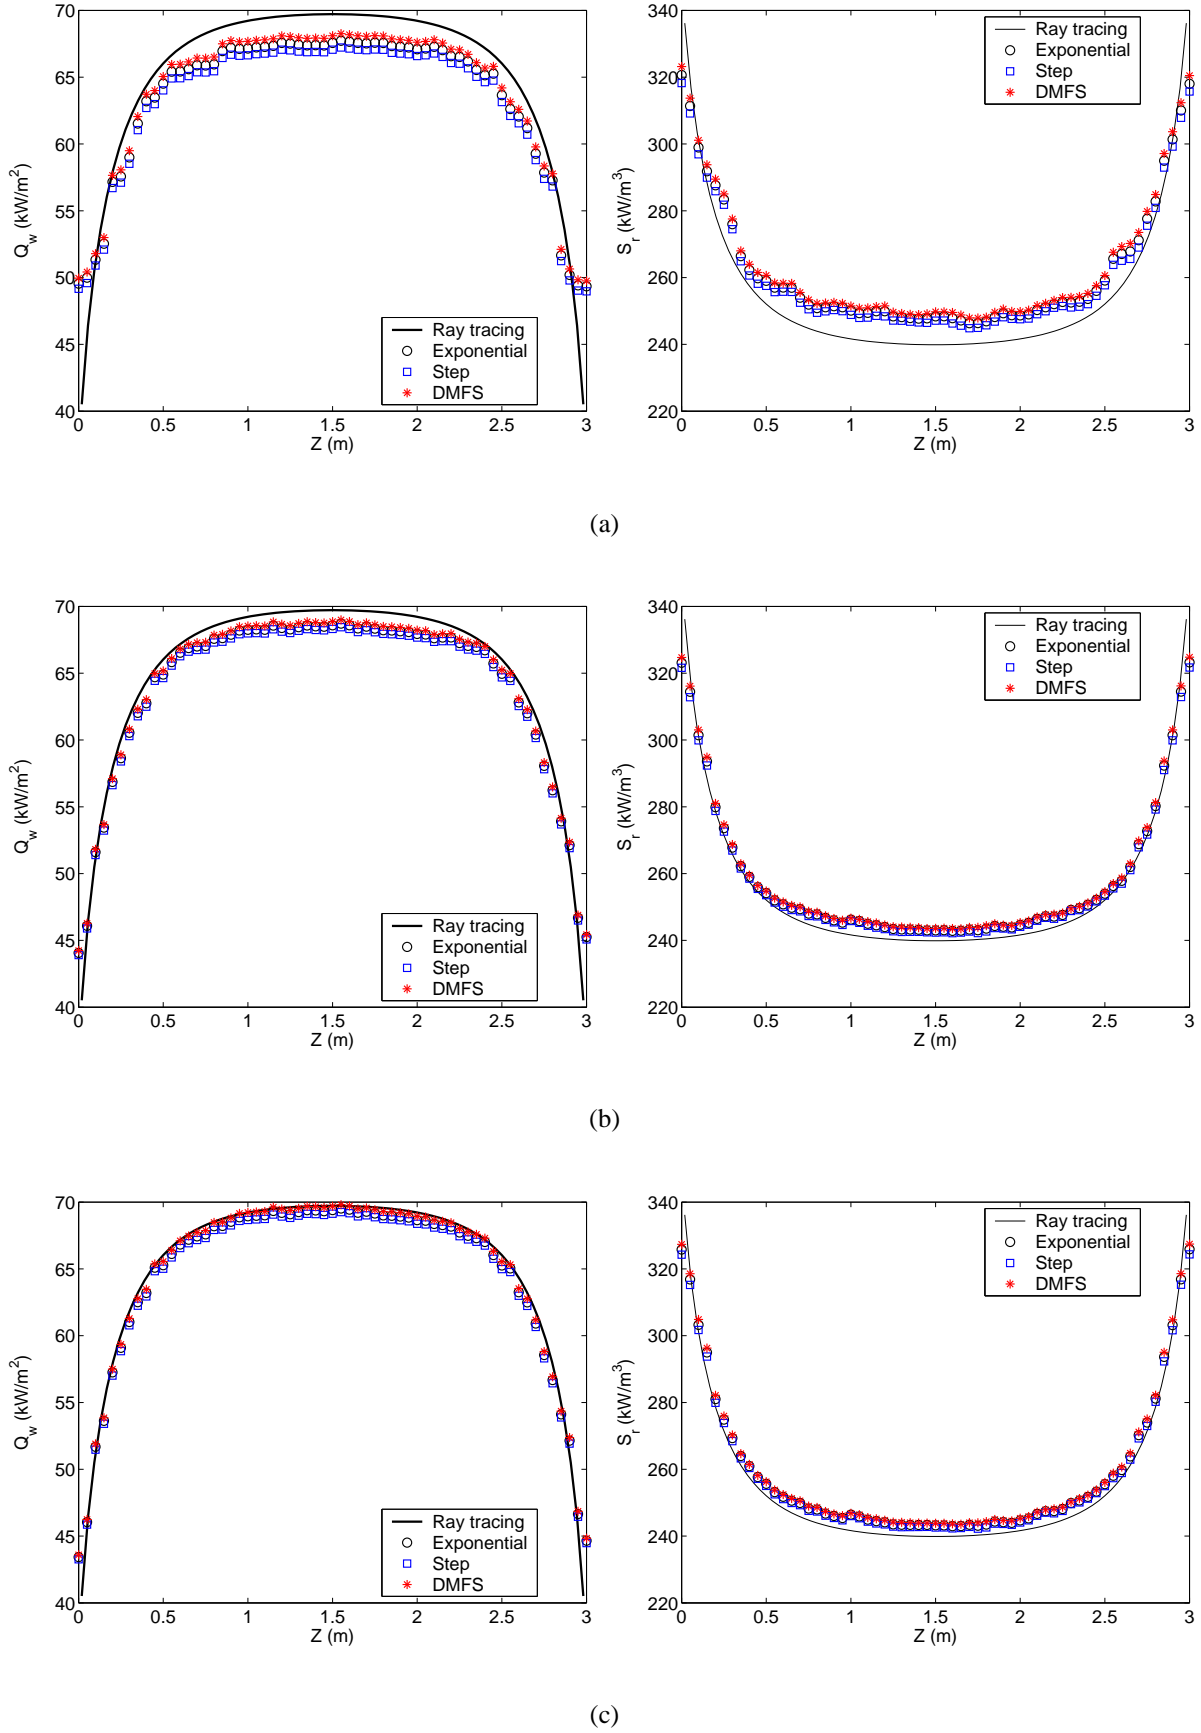 70
65
60
55
50
45
40
0
0.5
1
1.5
2
2.5
3
Z (m)
Q_w (kW/m^2)
Ray tracing
Exponential
Step
DMFS
340
320
300
280
260
240
220
0
0.5
1
1.5
2
2.5
3
Z (m)
S_r (kW/m^3)
Ray tracing
Exponential
Step
DMFS
(a)
70
65
60
55
50
45
40
0
0.5
1
1.5
2
2.5
3
Z (m)
Q_w (kW/m^2)
Ray tracing
Exponential
Step
DMFS
340
320
300
280
260
240
220
0
0.5
1
1.5
2
2.5
3
Z (m)
S_r (kW/m^3)
Ray tracing
Exponential
Step
DMFS
(b)
70
65
60
55
50
45
40
0
0.5
1
1.5
2
2.5
3
Z (m)
Q_w (kW/m^2)
Ray tracing
Exponential
Step
DMFS
340
320
300
280
260
240
220
0
0.5
1
1.5
2
2.5
3
Z (m)
S_r (kW/m^3)
Ray tracing
Exponential
Step
DMFS
(c)